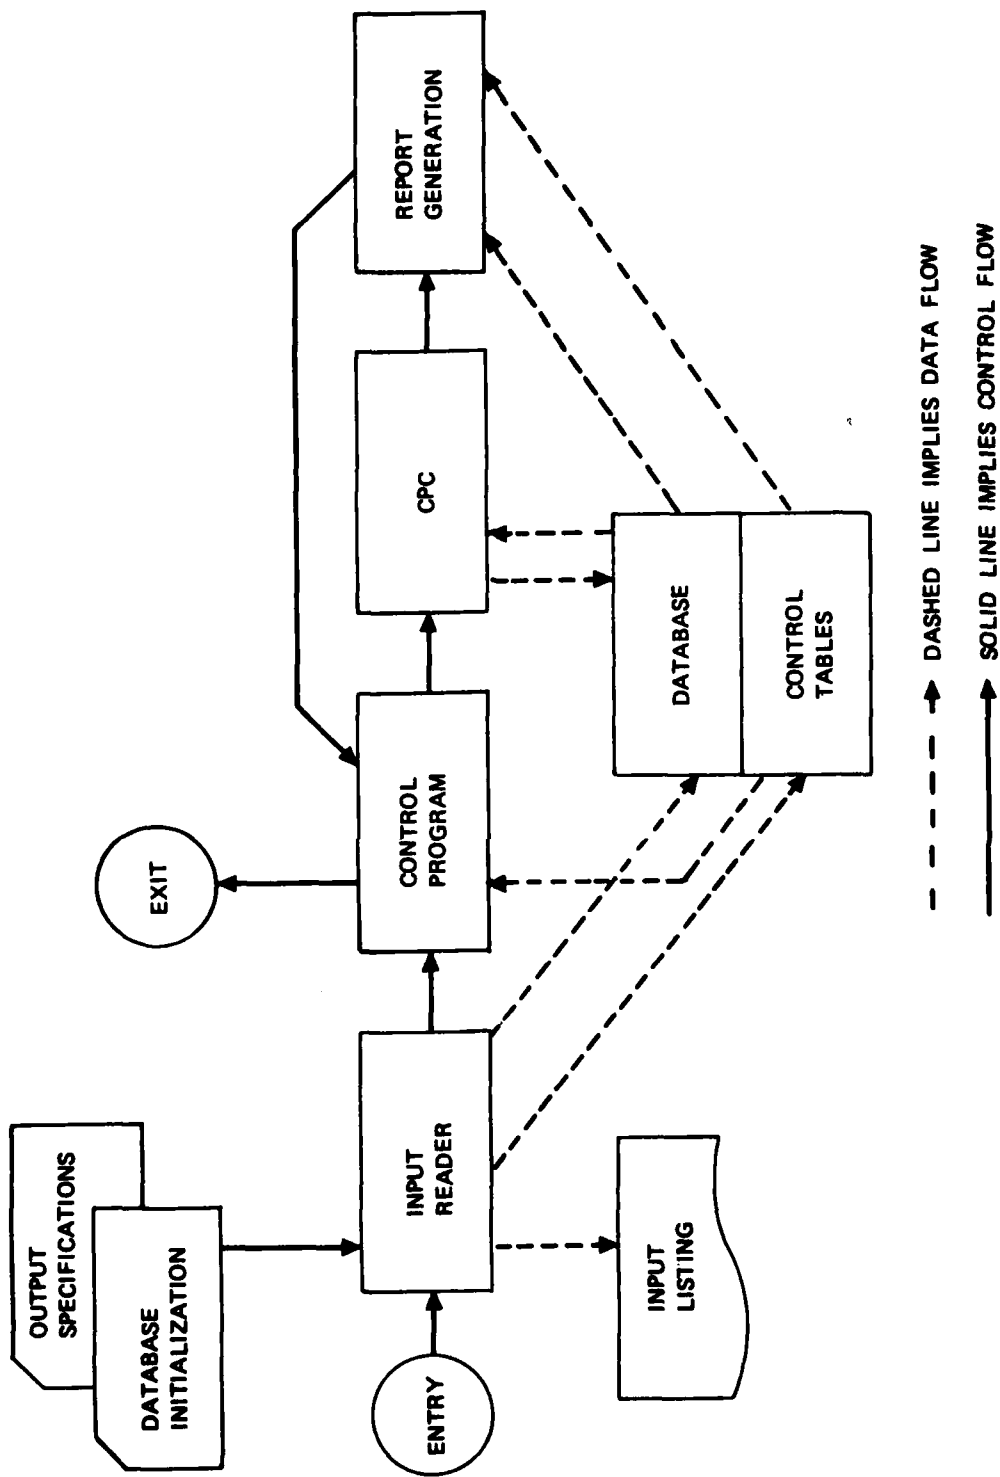 OUTPUT
SPECIFICATIONS
DATABASE
INITIALIZATION
ENTRY
INPUT
READER
INPUT
LISTING
EXIT
CONTROL
PROGRAM
CPC
REPORT
GENERATION
DATABASE
CONTROL
TABLES
DASHED LINE IMPLIES DATA FLOW
SOLID LINE IMPLIES CONTROL FLOW